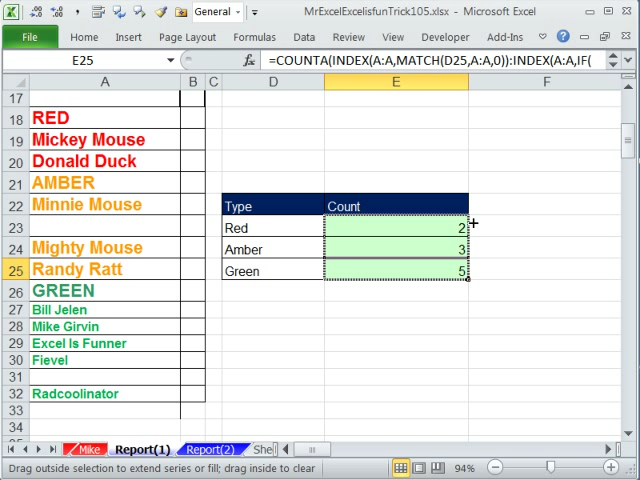 General
MrExcelExcelisfunTrick105.xlsx - Microsoft Excel
File Home Insert Page Layout Formulas Data Review View Developer Add-Ins
E25 fx =COUNTA(INDEX(A:A,MATCH(D25,A:A,0)):INDEX(A:A,IF(
A B C D E F
17
18 RED
19 Mickey Mouse
20 Donald Duck
21 AMBER
22 Minnie Mouse Type Count
23 Red 2
24 Mighty Mouse Amber 3
25 Randy Ratt Green 5
26 GREEN
27 Bill Jelen
28 Mike Girvin
29 Excel Is Funner
30 Fievel
31
32 Radcoolinator
33
34
Mike Report(1) Report(2) She
Drag outside selection to extend series or fill; drag inside to clear 94%